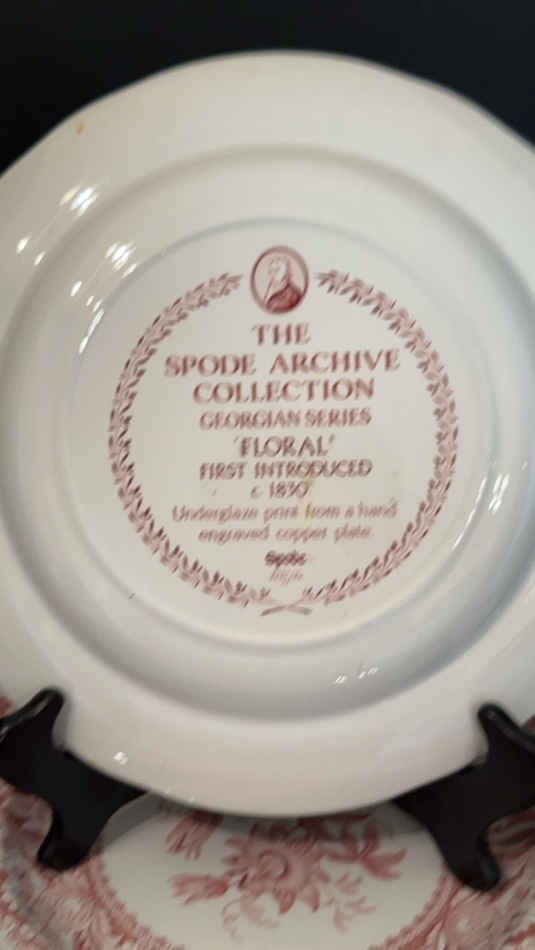 THE
SPODE ARCHIVE
COLLECTION
GEORGIAN SERIES
'FLORAL'
FIRST INTRODUCED
c 1830
Underglaze print from a hand
engraved copper plate
Spode